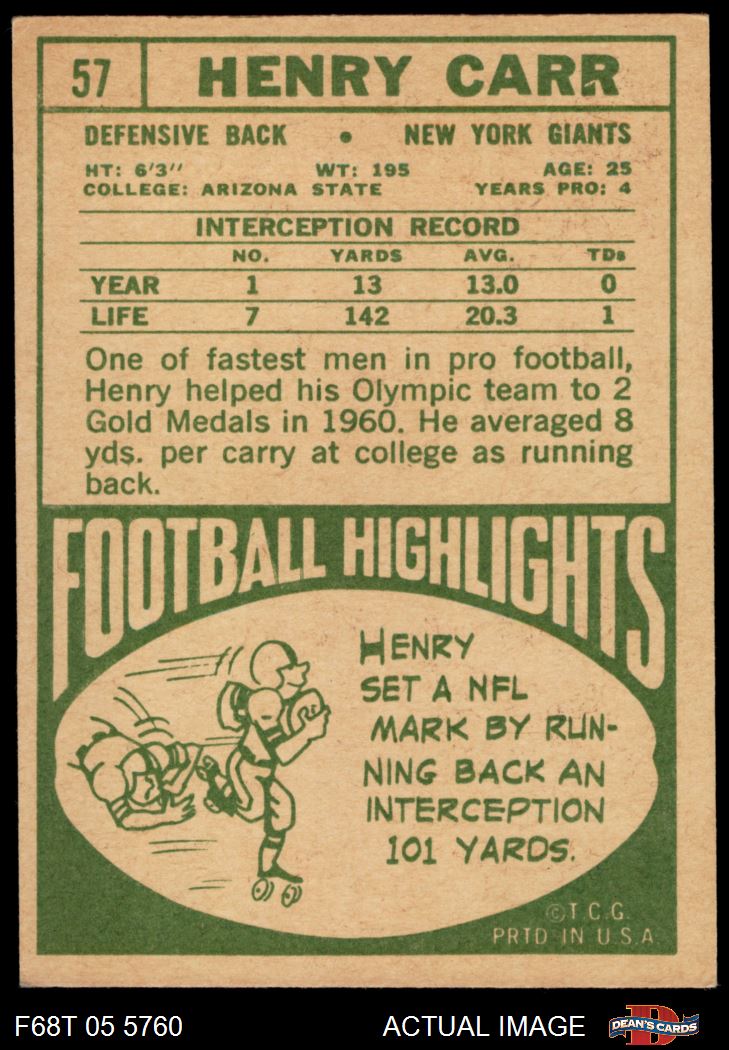 57 HENRY CARR
DEFENSIVE BACK • NEW YORK GIANTS
HT: 6'3" WT: 195 AGE: 25
COLLEGE: ARIZONA STATE YEARS PRO: 4
INTERCEPTION RECORD
NO. YARDS AVG. TDs
YEAR 1 13 13.0 0
LIFE 7 142 20.3 1
One of fastest men in pro football,
Henry helped his Olympic team to 2
Gold Medals in 1960. He averaged 8
yds. per carry at college as running
back.
FOOTBALL HIGHLIGHTS
HENRY
SET A NFL
MARK BY RUN-
NING BACK AN
INTERCEPTION
101 YARDS.
© T.C.G.
PRTD IN U.S.A.
F68T 05 5760 ACTUAL IMAGE D DEAN'S CARDS